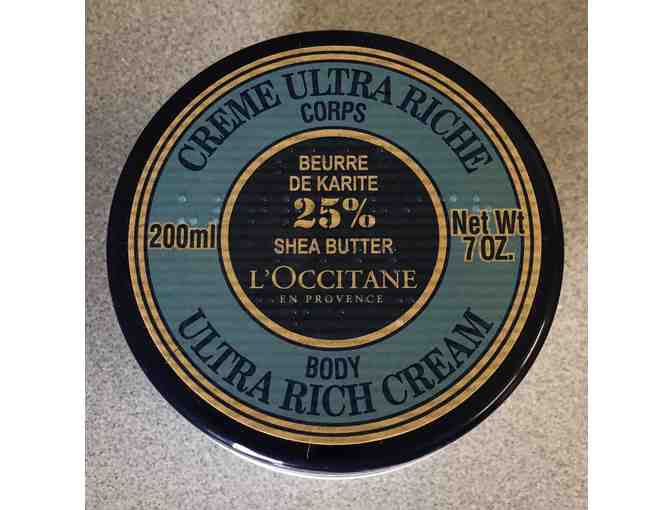 CREME ULTRA RICHE
CORPS
BEURRE
DE KARITE
25%
SHEA BUTTER
L'OCCITANE
EN PROVENCE
200ml
Net Wt
7 OZ.
BODY
ULTRA RICH CREAM